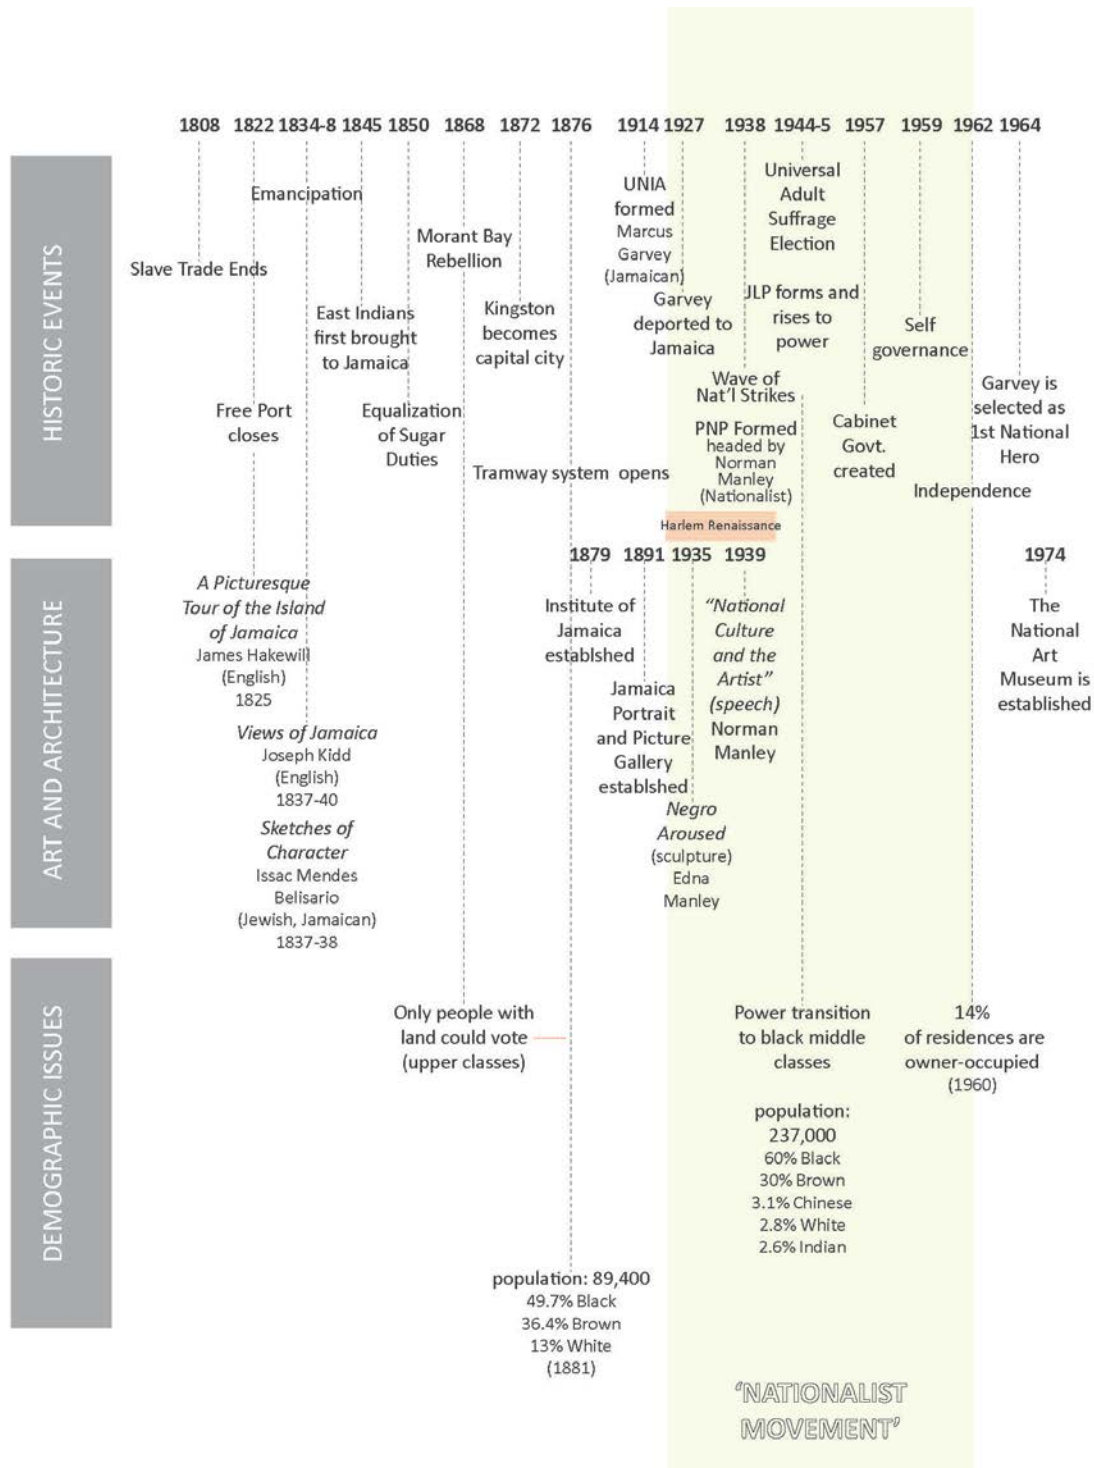 1808 1822 1834-8 1845 1850 1868 1872 1876 1914 1927 1938 1944-5 1957 1959 1962 1964
HISTORIC EVENTS
Slave Trade Ends
Free Port
closes
Emancipation
East Indians
first brought
to Jamaica
Equalization
of Sugar
Duties
Morant Bay
Rebellion
Kingston
becomes
capital city
Tramway system opens
UNIA
formed
Marcus
Garvey
(Jamaican)
Garvey
deported to
Jamaica
Wave of
Nat'l Strikes
PNP Formed
headed by
Norman
Manley
(Nationalist)
Universal
Adult
Suffrage
Election
JLP forms and
rises to
power
Cabinet
Govt.
created
Self
governance
Independence
Garvey is
selected as
1st National
Hero
Harlem Renaissance
ART AND ARCHITECTURE
1879 1891 1935 1939 1974
A Picturesque
Tour of the Island
of Jamaica
James Hakewill
(English)
1825
Views of Jamaica
Joseph Kidd
(English)
1837-40
Sketches of
Character
Issac Mendes
Belisario
(Jewish, Jamaican)
1837-38
Institute of
Jamaica
establshed
Jamaica
Portrait
and Picture
Gallery
establshed
Negro
Aroused
(sculpture)
Edna
Manley
“National
Culture
and the
Artist”
(speech)
Norman
Manley
The
National
Art
Museum is
established
DEMOGRAPHIC ISSUES
Only people with
land could vote
(upper classes)
population: 89,400
49.7% Black
36.4% Brown
13% White
(1881)
Power transition
to black middle
classes
population:
237,000
60% Black
30% Brown
3.1% Chinese
2.8% White
2.6% Indian
14%
of residences are
owner-occupied
(1960)
‘NATIONALIST
MOVEMENT’